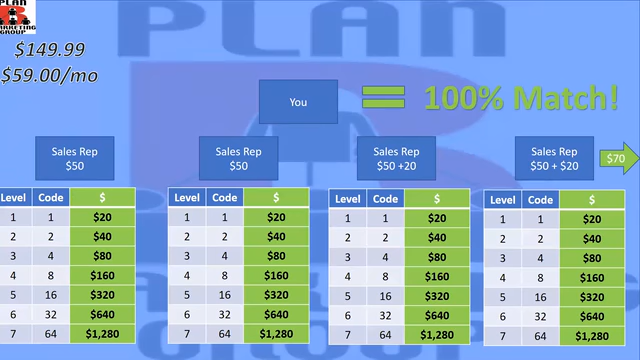 PLAN
B
MARKETING
GROUP
$149.99
$59.00/mo
You
= 100% Match!
Sales Rep
$50
Sales Rep
$50
Sales Rep
$50 +20
Sales Rep
$50 + $20
$70
Level Code $
1 1 $20
2 2 $40
3 4 $80
4 8 $160
5 16 $320
6 32 $640
7 64 $1,280
Level Code $
1 1 $20
2 2 $40
3 4 $80
4 8 $160
5 16 $320
6 32 $640
7 64 $1,280
Level Code $
1 1 $20
2 2 $40
3 4 $80
4 8 $160
5 16 $320
6 32 $640
7 64 $1,280
Level Code $
1 1 $20
2 2 $40
3 4 $80
4 8 $160
5 16 $320
6 32 $640
7 64 $1,280